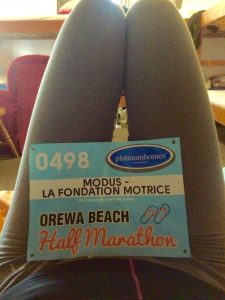 0498
platinumhomes
MODUS -
LA FONDATION MOTRICE
OREWA BEACH
Half Marathon